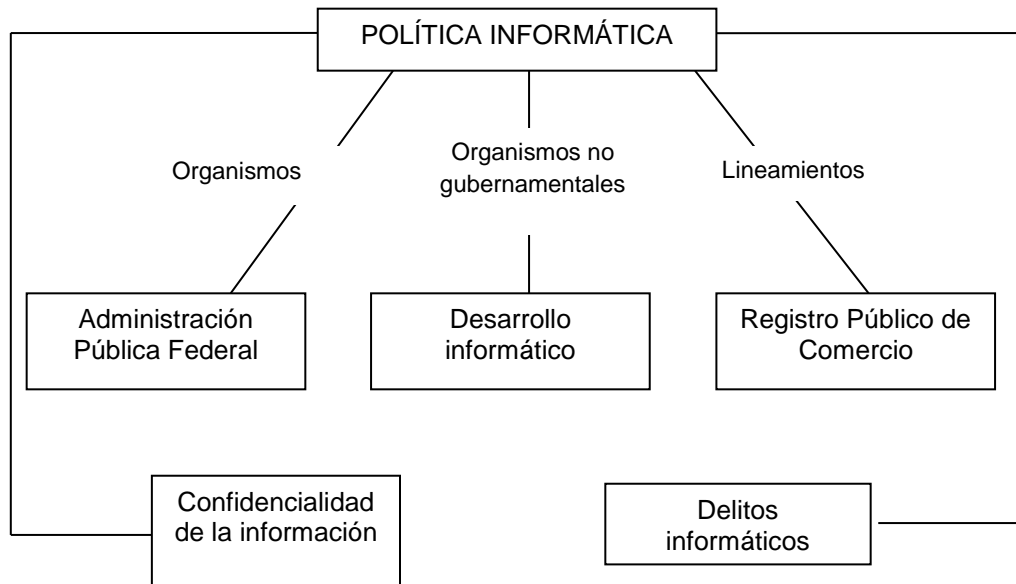 POLÍTICA INFORMÁTICA
Organismos
Organismos no
gubernamentales
Lineamientos
Administración
Pública Federal
Desarrollo
informático
Registro Público de
Comercio
Confidencialidad
de la información
Delitos
informáticos